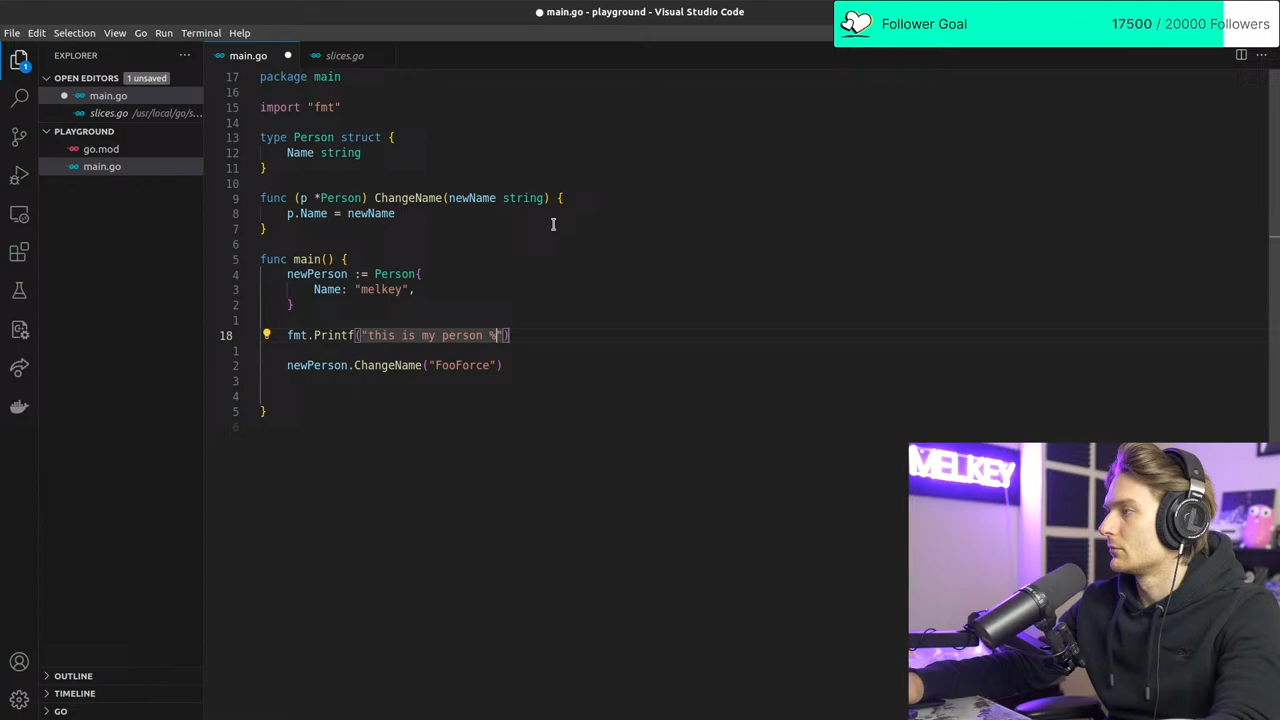 ● main.go - playground - Visual Studio Code
Follower Goal
17500 / 20000 Followers
File Edit Selection View Go Run Terminal Help
EXPLORER ···
main.go ●
slices.go
OPEN EDITORS 1 unsaved
● main.go
slices.go /usr/local/go/s...
PLAYGROUND
go.mod
main.go
17 package main
16
15 import "fmt"
14
13 type Person struct {
12 Name string
11 }
10
9 func (p *Person) ChangeName(newName string) {
8 p.Name = newName
7 }
6
5 func main() {
4 newPerson := Person{
3 Name: "melkey",
2 }
1
18 fmt.Printf("this is my person %")
1
2 newPerson.ChangeName("FooForce")
3
4
5 }
6
MELKEY
OUTLINE
TIMELINE
GO
1